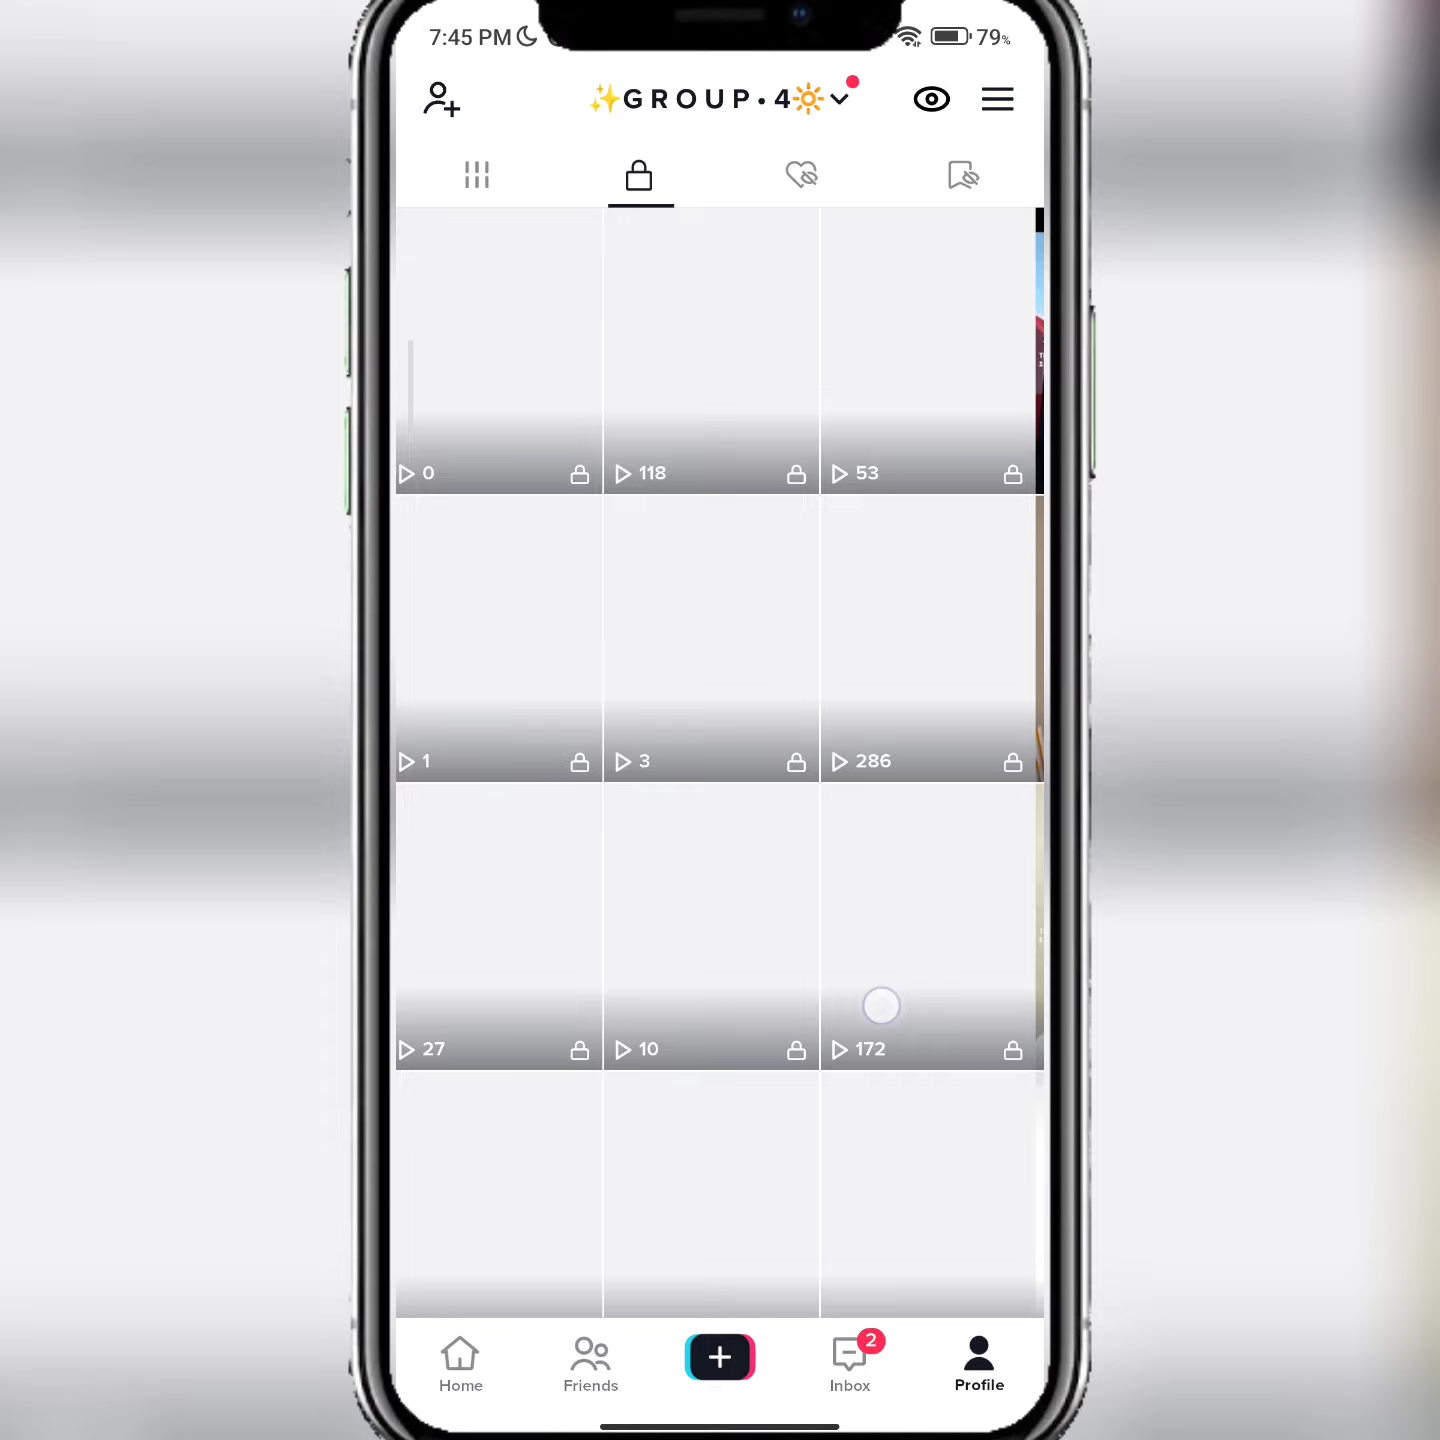 7:45 PM 79%
✨G R O U P • 4🔆
0 118 53
1 3 286
27 10 172
2
Home Friends Inbox Profile